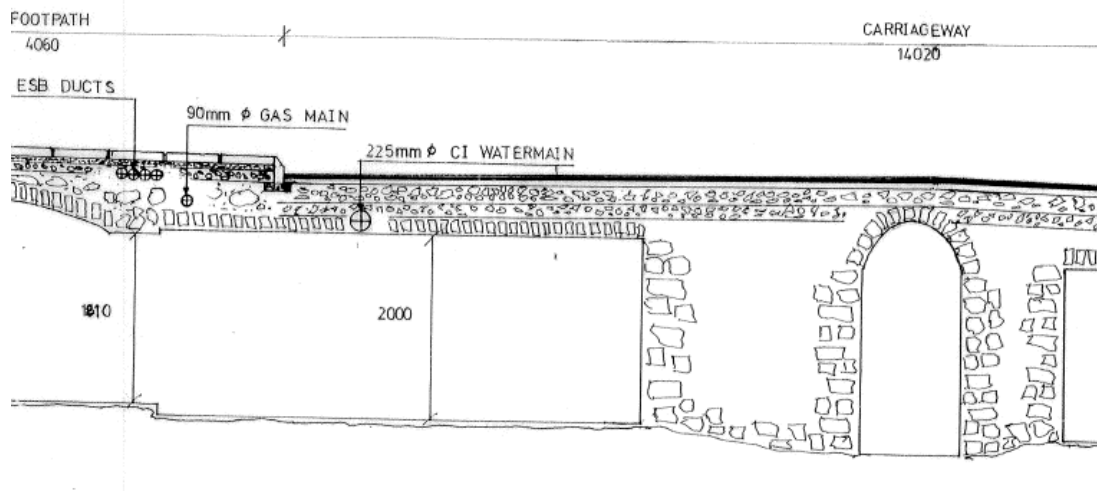 FOOTPATH
4060
CARRIAGEWAY
14020
ESB DUCTS
90mm ϕ GAS MAIN
225mm ϕ CI WATERMAIN
1810
2000